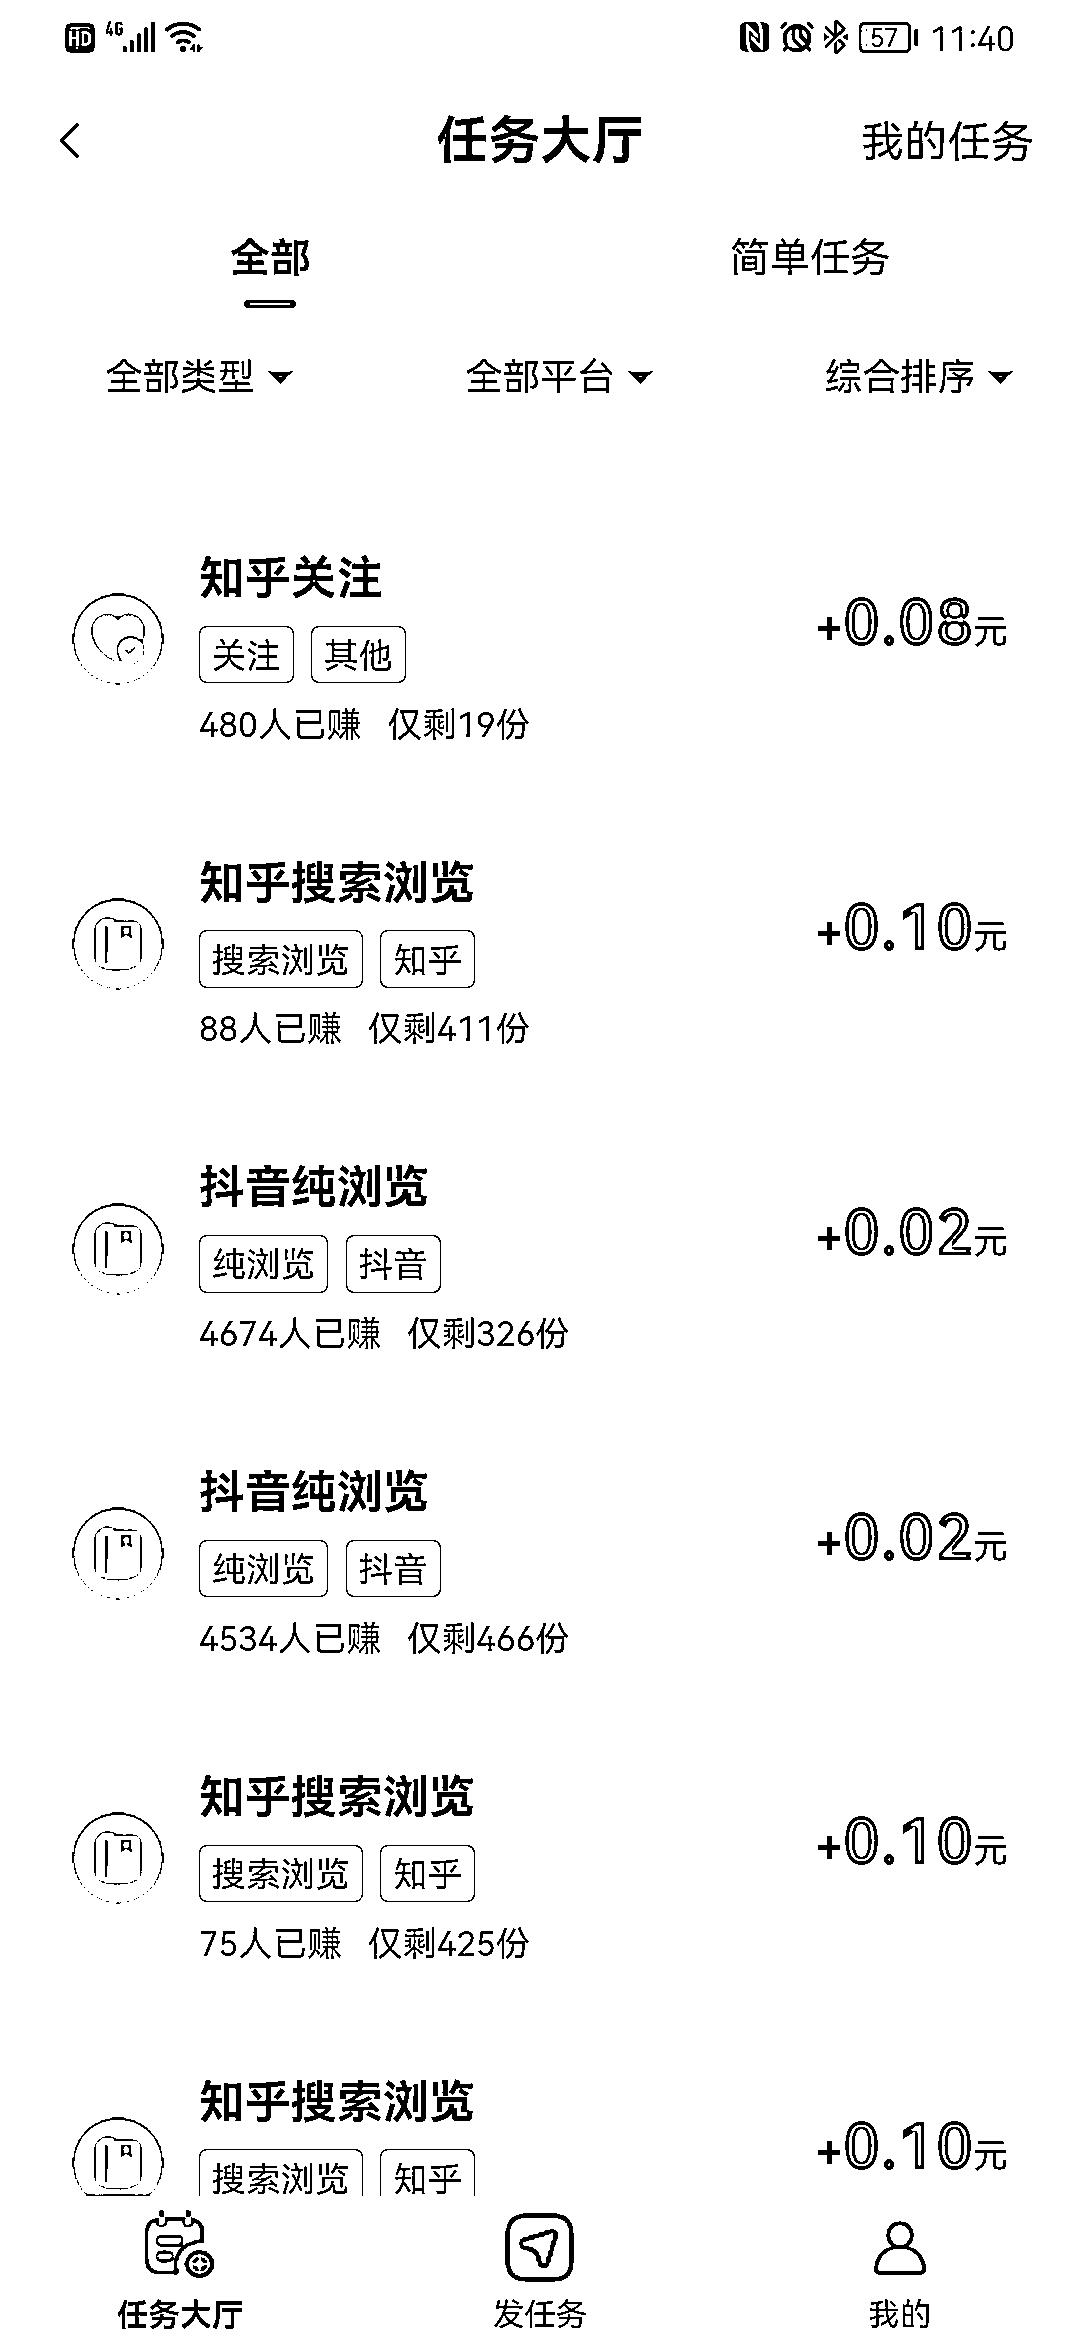 HD 4G 57 11:40
任务大厅 我的任务
全部 简单任务
全部类型 全部平台 综合排序
知乎关注
关注 其他
+0.08元
480人已赚 仅剩19份
知乎搜索浏览
搜索浏览 知乎
+0.10元
88人已赚 仅剩411份
抖音纯浏览
纯浏览 抖音
+0.02元
4674人已赚 仅剩326份
抖音纯浏览
纯浏览 抖音
+0.02元
4534人已赚 仅剩466份
知乎搜索浏览
搜索浏览 知乎
+0.10元
75人已赚 仅剩425份
知乎搜索浏览
搜索浏览 知乎
+0.10元
任务大厅 发任务 我的